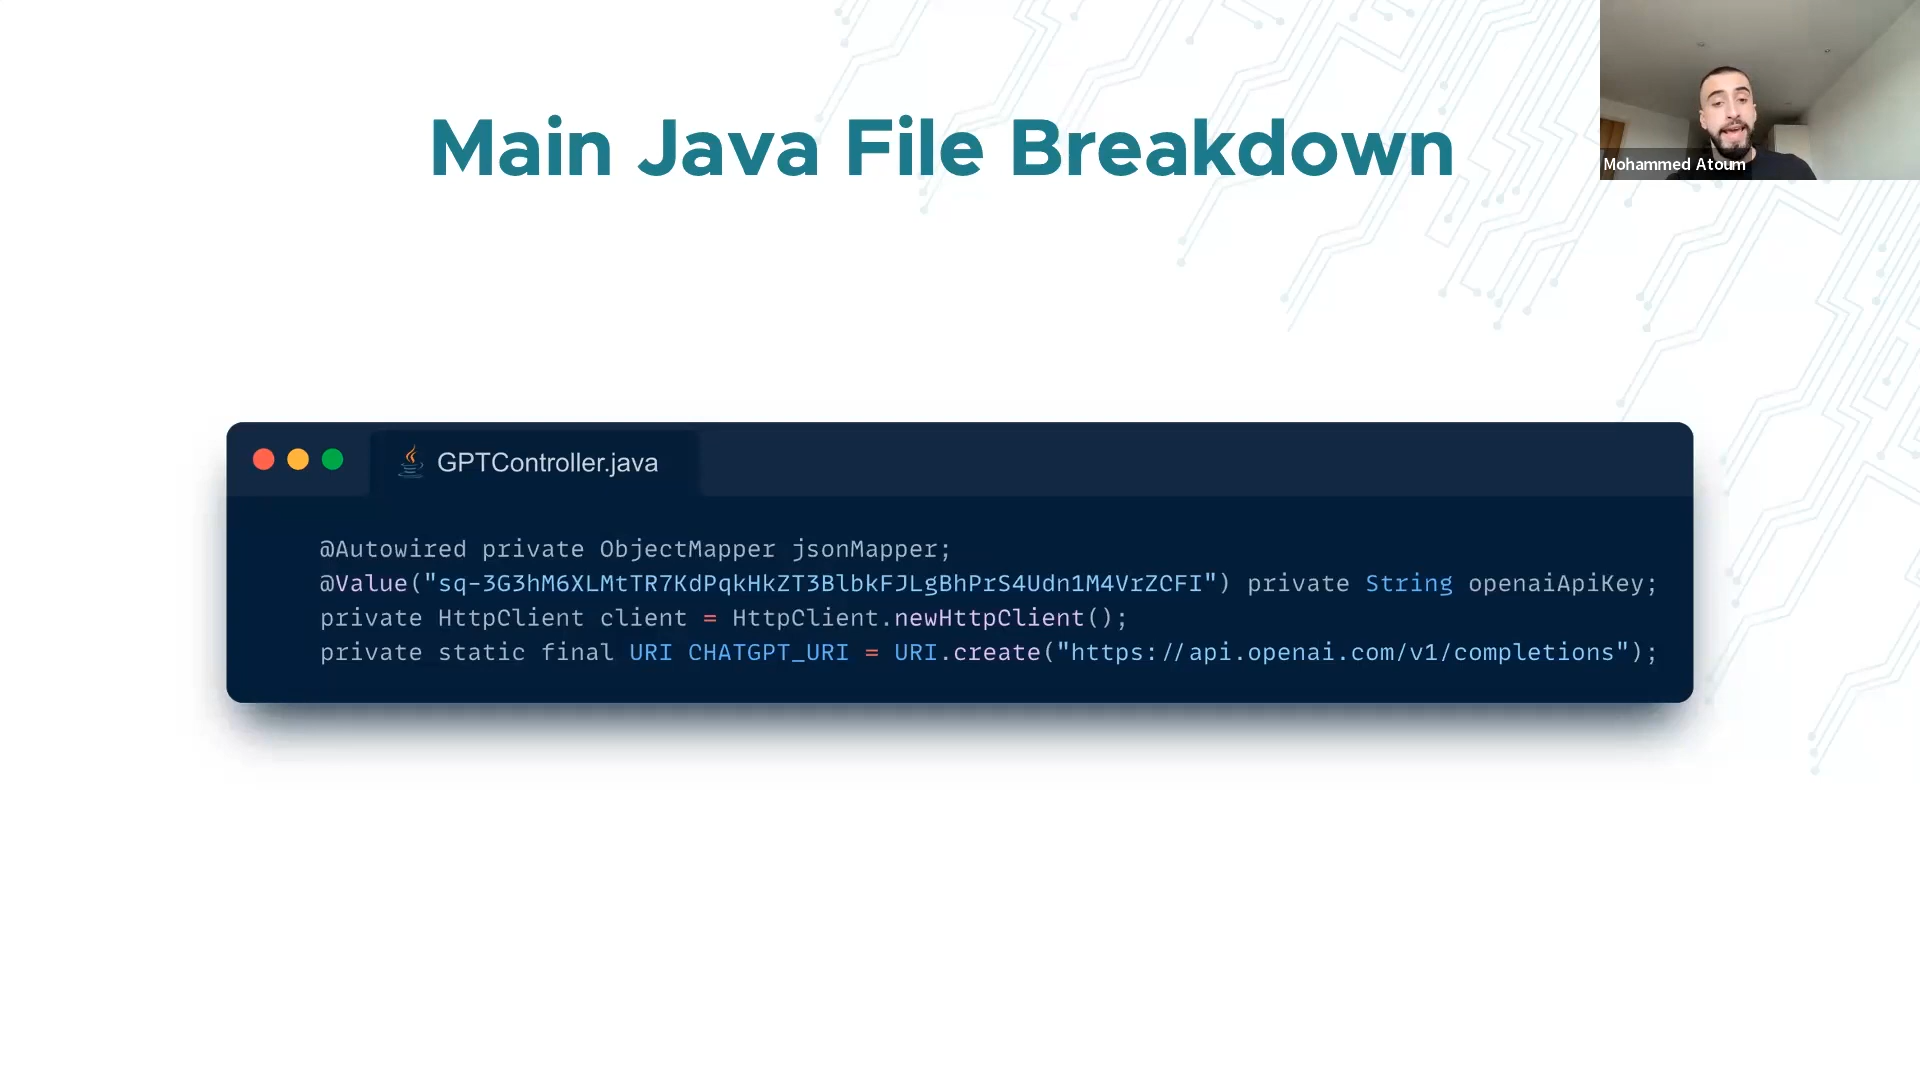 Main Java File Breakdown
Mohammed Atoum
GPTController.java
@Autowired private ObjectMapper jsonMapper;
@Value("sq-3G3hM6XLMtTR7KdPqkHkZT3BlbkFJLgBhPrS4Udn1M4VrZCFI") private String openaiApiKey;
private HttpClient client = HttpClient.newHttpClient();
private static final URI CHATGPT_URI = URI.create("https://api.openai.com/v1/completions");